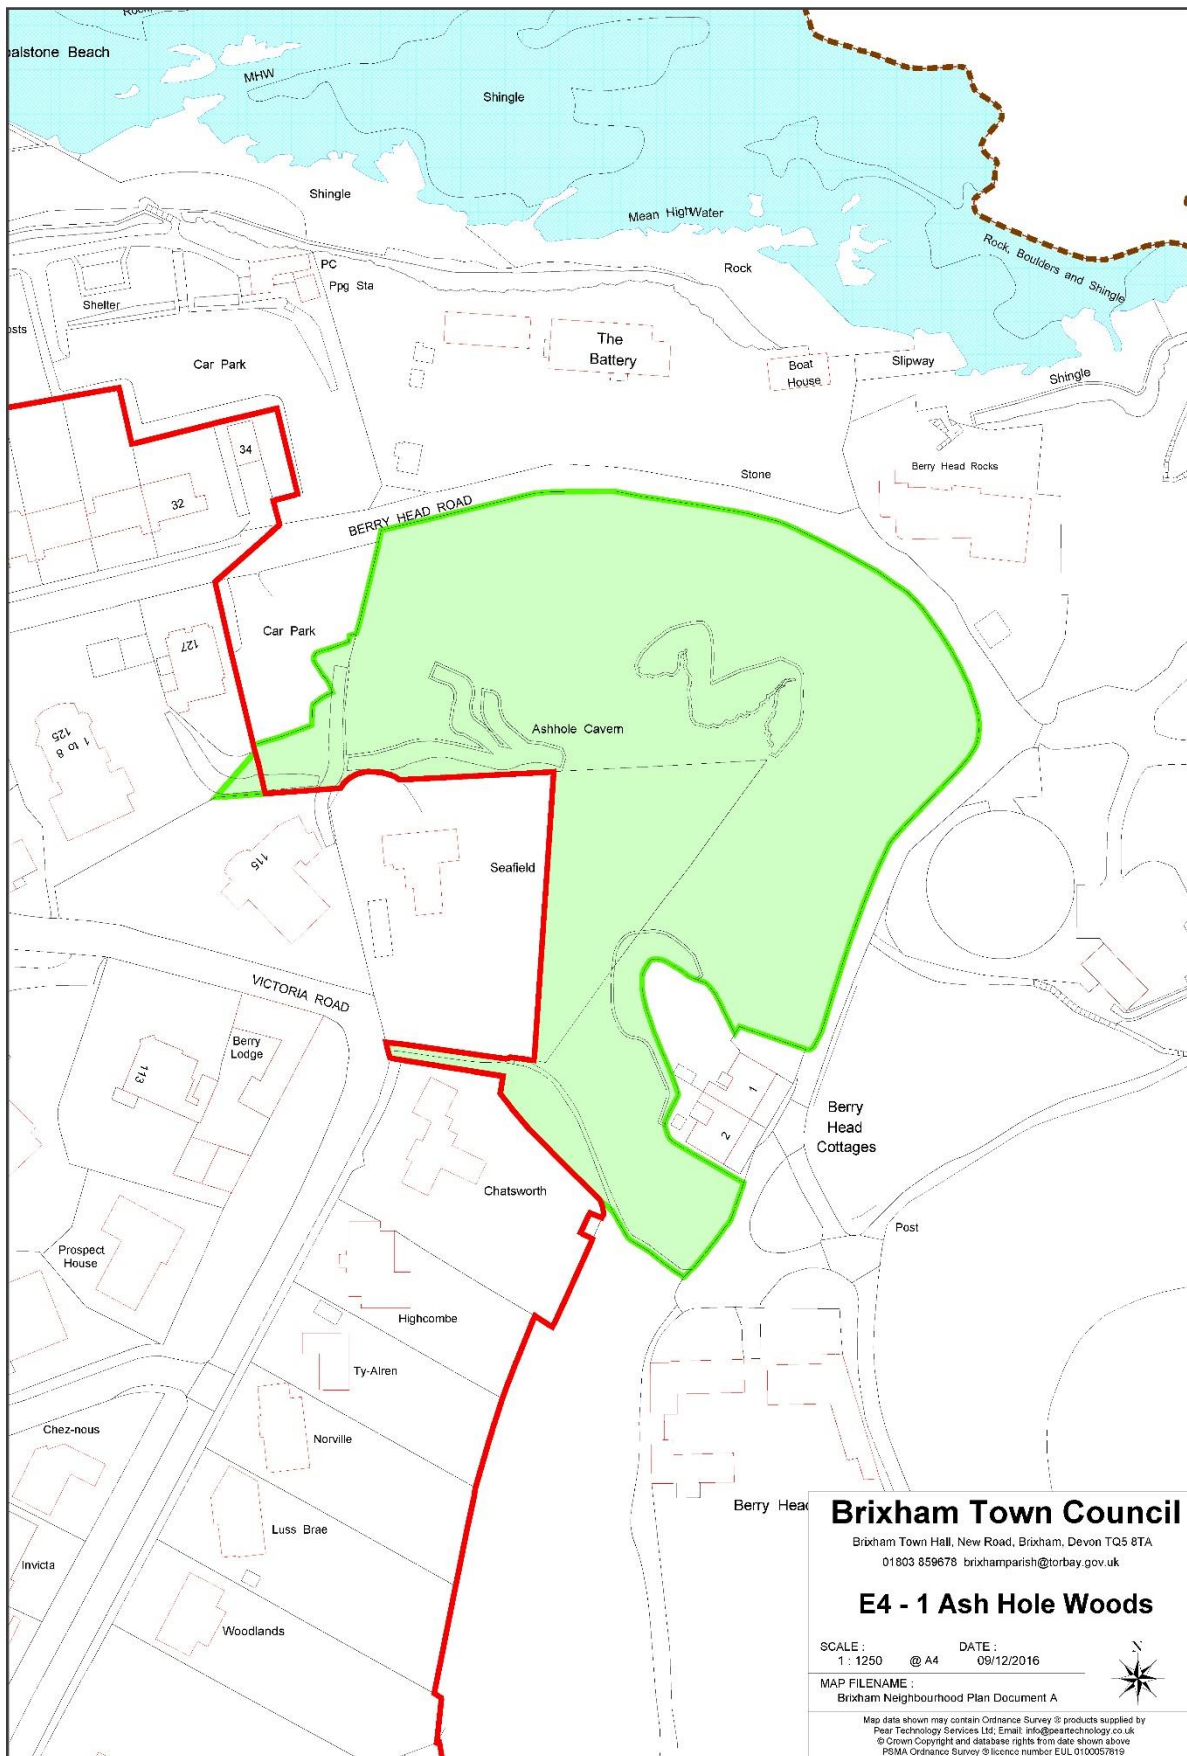 MHW
Shingle
Shingle
Mean High Water
Rock, Boulders and Shingle
PC
Ppg Sta
Rock
Shelter
The
Battery
Car Park
Boat
House
Slipway
Shingle
34
32
Stone
Berry Head Rocks
BERRY HEAD ROAD
Car Park
127
1 to 8
125
Ashhole Cavern
115
Seafield
VICTORIA ROAD
Berry
Lodge
113
1
2
Berry
Head
Cottages
Chatsworth
Post
Prospect
House
Highcombe
Ty-Alren
Chez-nous
Norville
Luss Brae
Invicta
Woodlands
Berry Head
Brixham Town Council
Brixham Town Hall, New Road, Brixham, Devon TQ5 8TA
01803 859678 brixhamparish@torbay.gov.uk
E4 - 1 Ash Hole Woods
SCALE : DATE :
1 : 1250 @ A4 09/12/2016
N
MAP FILENAME :
Brixham Neighbourhood Plan Document A
Map data shown may contain Ordnance Survey ® products supplied by
Pear Technology Services Ltd; Email: info@peartechnology.co.uk
© Crown Copyright and database rights from date shown above
PSMA Ordnance Survey ® licence number EUL 0100057819